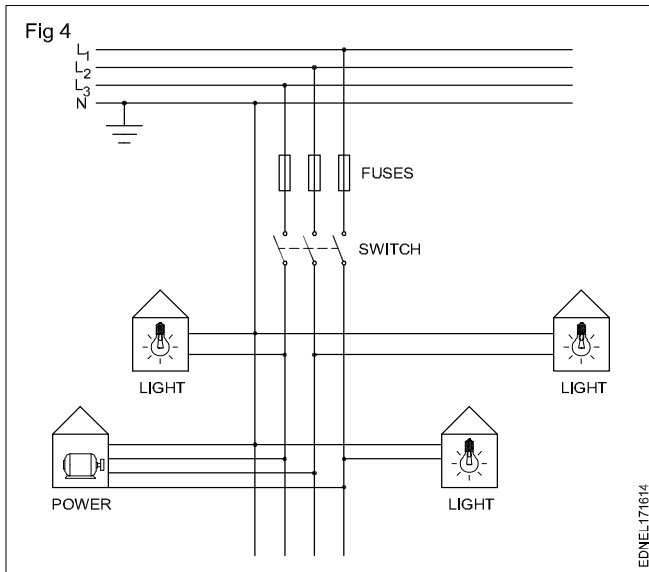 Fig 4
L1
L2
L3
N
FUSES
SWITCH
LIGHT
LIGHT
POWER
LIGHT
EDNEL171614